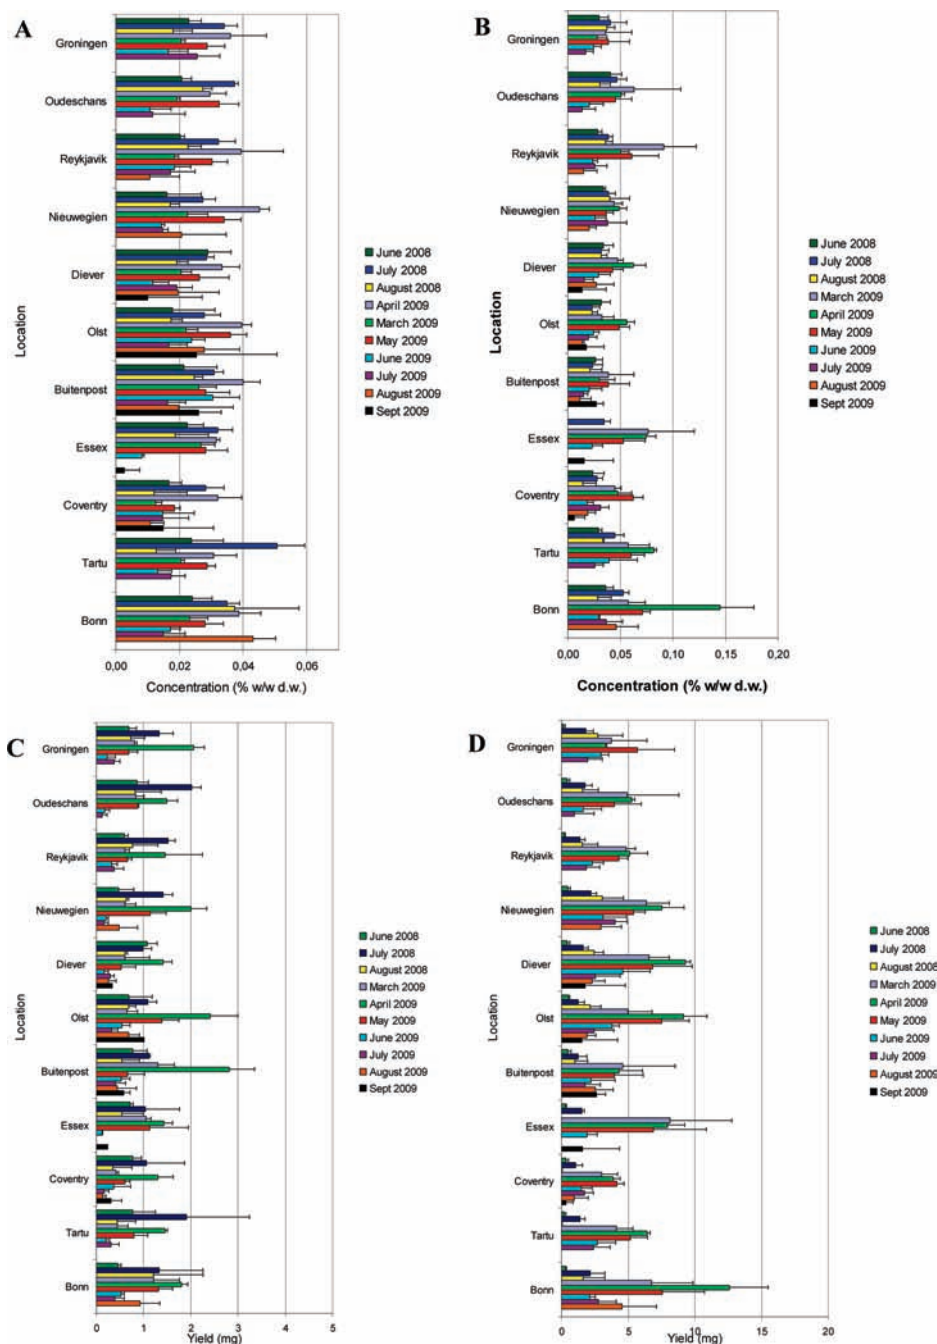 A
Groningen
Oudeschans
Reykjavik
Nieuwegien
Diever
Olst
Buitenpost
Essex
Coventry
Tartu
Bonn
Location
June 2008
July 2008
August 2008
April 2009
March 2009
May 2009
June 2009
July 2009
August 2009
Sept 2009
0,00 0,02 0,04 0,06
Concentration (% w/w d.w.)
B
Groningen
Oudeschans
Reykjavik
Nieuwegien
Diever
Olst
Buitenpost
Essex
Coventry
Tartu
Bonn
Location
June 2008
July 2008
August 2008
March 2009
April 2009
May 2009
June 2009
July 2009
August 2009
Sept 2009
0,00 0,05 0,10 0,15 0,20
Concentration (% w/w d.w.)
C
Groningen
Oudeschans
Reykjavik
Nieuwegien
Diever
Olst
Buitenpost
Essex
Coventry
Tartu
Bonn
Location
June 2008
July 2008
August 2008
March 2009
April 2009
May 2009
June 2009
July 2009
August 2009
Sept 2009
0 1 2 3 4 5
Yield (mg)
D
Groningen
Oudeschans
Reykjavik
Nieuwegien
Diever
Olst
Buitenpost
Essex
Coventry
Tartu
Bonn
Location
June 2008
July 2008
August 2008
March 2009
April 2009
May 2009
June 2009
July 2009
August 2009
Sept 2009
0 5 10 15 20
Yield (mg)